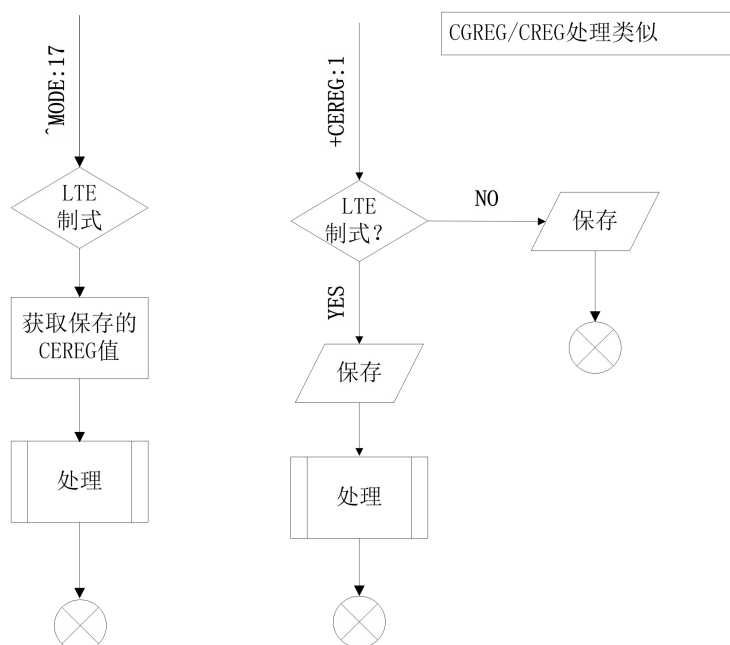 CGREG/CREG处理类似
^MODE:17
LTE
制式
获取保存的
CEREG值
处理
+CEREG:1
LTE
制式?
NO
保存
YES
保存
处理